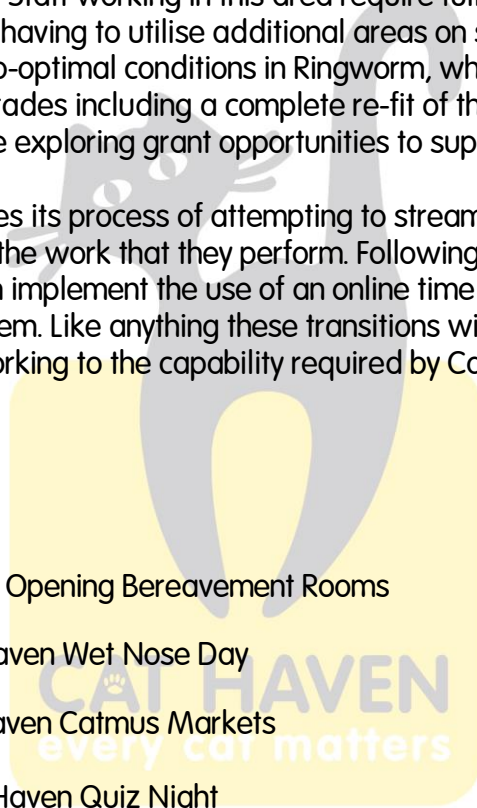 Staff working in this area require full
having to utilise additional areas on s
o-optimal conditions in Ringworm, wh
ades including a complete re-fit of th
e exploring grant opportunities to sup
es its process of attempting to stream
the work that they perform. Following
n implement the use of an online time
em. Like anything these transitions wi
orking to the capability required by Ca
Opening Bereavement Rooms
aven Wet Nose Day
CAT HAVEN
aven Catmus Markets
every cat matters
Haven Quiz Night